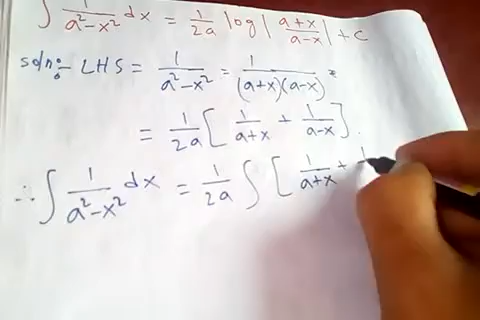 ∫ 1/(a²-x²) dx = 1/2a log | (a+x)/(a-x) | + c
soln:- LHS = 1/(a²-x²) = 1/((a+x)(a-x))
= 1/2a [ 1/(a+x) + 1/(a-x) ].
∴ ∫ 1/(a²-x²) dx = 1/2a ∫ [ 1/(a+x) + 1